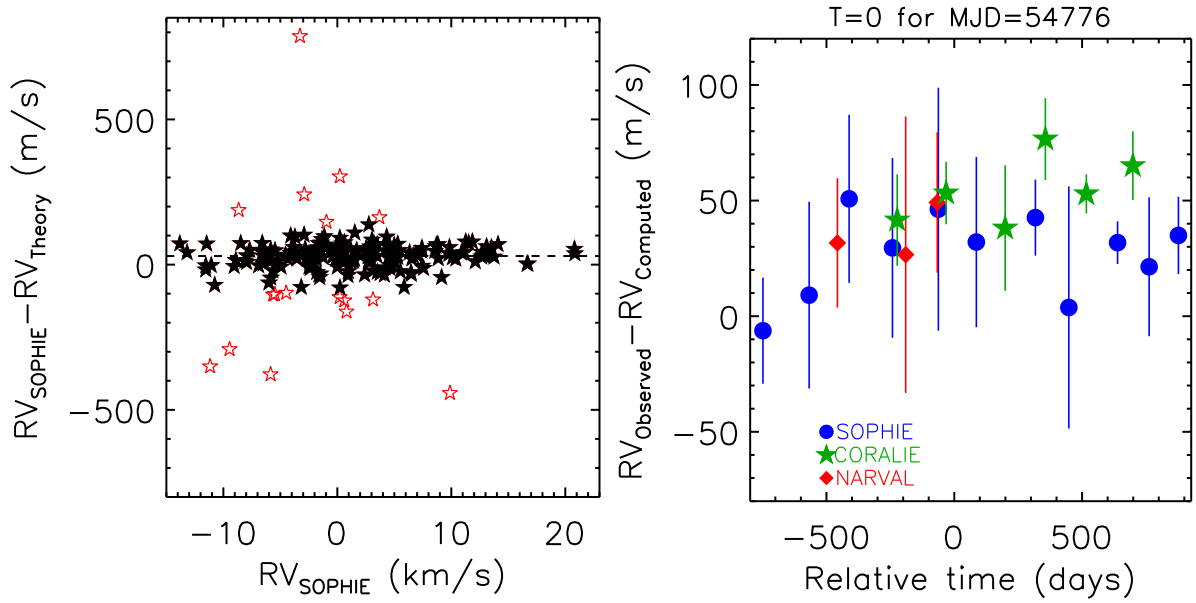 500
0
−500
−10
0
10
20
RV_SOPHIE−RV_Theory (m/s)
RV_SOPHIE (km/s)
T=0 for MJD=54776
100
50
0
−50
−500
0
500
RV_Observed−RV_Computed (m/s)
SOPHIE
CORALIE
NARVAL
Relative time (days)